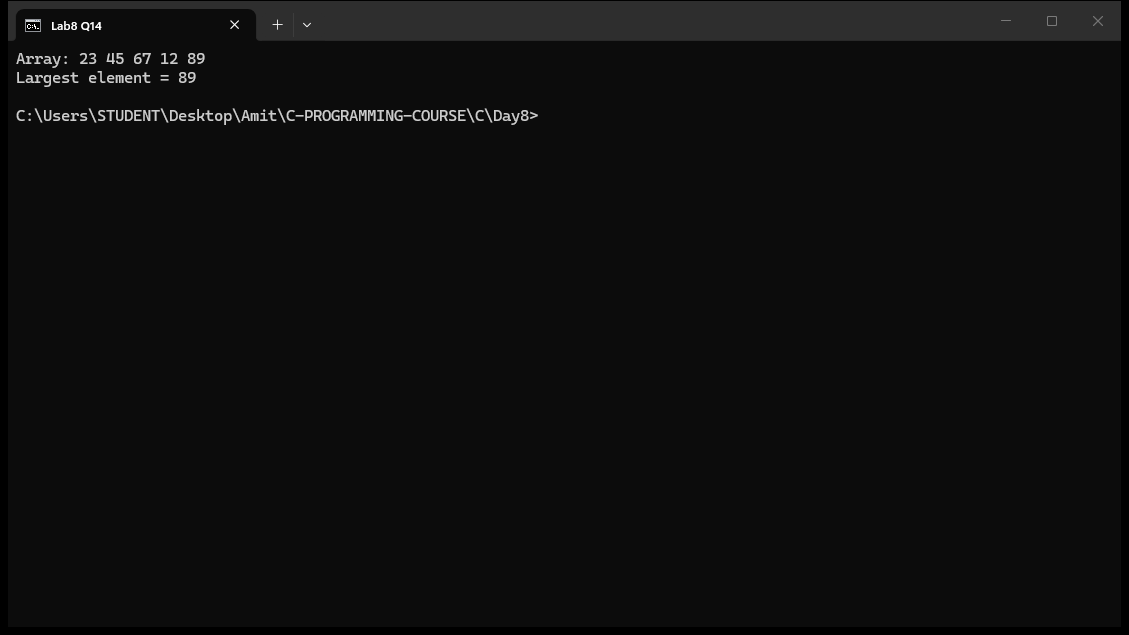 Lab8 Q14
Array: 23 45 67 12 89
Largest element = 89
C:\Users\STUDENT\Desktop\Amit\C-PROGRAMMING-COURSE\C\Day8>